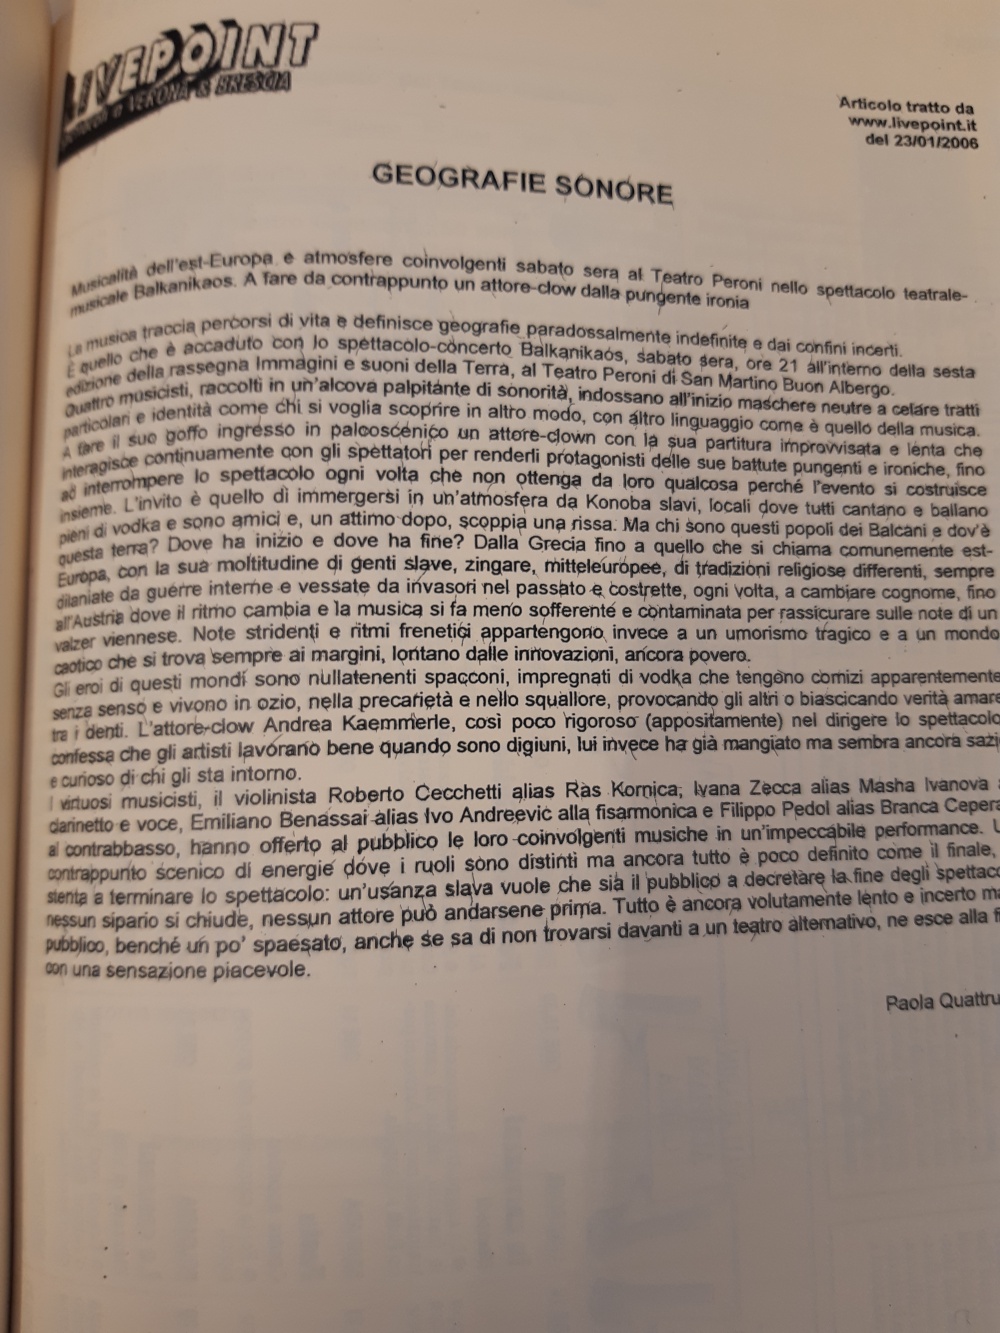 LIVEPOINT
VERONA & BRESCIA
Articolo tratto da
www.livepoint.it
del 23/01/2006
GEOGRAFIE SONORE
Musicalità dell'est-Europa e atmosfere coinvolgenti sabato sera al Teatro Peroni nello spettacolo teatrale-
musicale Balkanikaos. A fare da contrappunto un attore-clow dalla pungente ironia
La musica traccia percorsi di vita e definisce geografie paradossalmente indefinite e dai confini incerti.
È quello che è accaduto con lo spettacolo-concerto Balkanikaos, sabato sera, ore 21 all'interno della sesta
edizione della rassegna Immagini e suoni della Terra, al Teatro Peroni di San Martino Buon Albergo.
Quattro musicisti, raccolti in un'alcova palpitante di sonorità, indossano all'inizio maschere neutre a celare tratti
particolari e identità come chi si voglia scoprire in altro modo, con altro linguaggio come è quello della musica.
A fare il suo goffo ingresso in palcoscenico un attore-clown con la sua partitura improvvisata e lenta che
interagisce continuamente con gli spettatori per renderli protagonisti delle sue battute pungenti e ironiche, fino
ad interrompere lo spettacolo ogni volta che non ottenga da loro qualcosa perché l'evento si costruisce
insieme. L'invito è quello di immergersi in un'atmosfera da Konoba slavi, locali dove tutti cantano e ballano
pieni di vodka e sono amici e, un attimo dopo, scoppia una rissa. Ma chi sono questi popoli dei Balcani e dov'è
questa terra? Dove ha inizio e dove ha fine? Dalla Grecia fino a quello che si chiama comunemente est-
Europa, con la sua moltitudine di genti slave, zingare, mitteleuropee, di tradizioni religiose differenti, sempre
dilaniate da guerre interne e vessate da invasori nel passato e costrette, ogni volta, a cambiare cognome, fino
all'Austria dove il ritmo cambia e la musica si fa meno sofferente e contaminata per rassicurare sulle note di un
valzer viennese. Note stridenti e ritmi frenetici appartengono invece a un umorismo tragico e a un mondo
caotico che si trova sempre ai margini, lontano dalle innovazioni, ancora povero.
Gli eroi di questi mondi sono nullatenenti spacconi, impregnati di vodka che tengono comizi apparentemente
senza senso e vivono in ozio, nella precarietà e nello squallore, provocando gli altri o biascicando verità amare
tra i denti. L'attore-clow Andrea Kaemmerle, così poco rigoroso (appositamente) nel dirigere lo spettacolo
confessa che gli artisti lavorano bene quando sono digiuni, lui invece ha già mangiato ma sembra ancora sazi
e curioso di chi gli sta intorno.
I virtuosi musicisti, il violinista Roberto Cecchetti alias Ras Kornica, Ivana Zecca alias Masha Ivanova
clarinetto e voce, Emiliano Benassai alias Ivo Andreevic alla fisarmonica e Filippo Pedol alias Branca Cepera
al contrabbasso, hanno offerto al pubblico le loro coinvolgenti musiche in un'impeccabile performance. U
contrappunto scenico di energie dove i ruoli sono distinti ma ancora tutto è poco definito come il finale,
stenta a terminare lo spettacolo: un'usanza slava vuole che sia il pubblico a decretare la fine degli spettaco
nessun sipario si chiude, nessun attore può andarsene prima. Tutto è ancora volutamente lento e incerto ma
pubblico, benché un po' spaesato, anche se sa di non trovarsi davanti a un teatro alternativo, ne esce alla fi
con una sensazione piacevole.
Paola Quattru